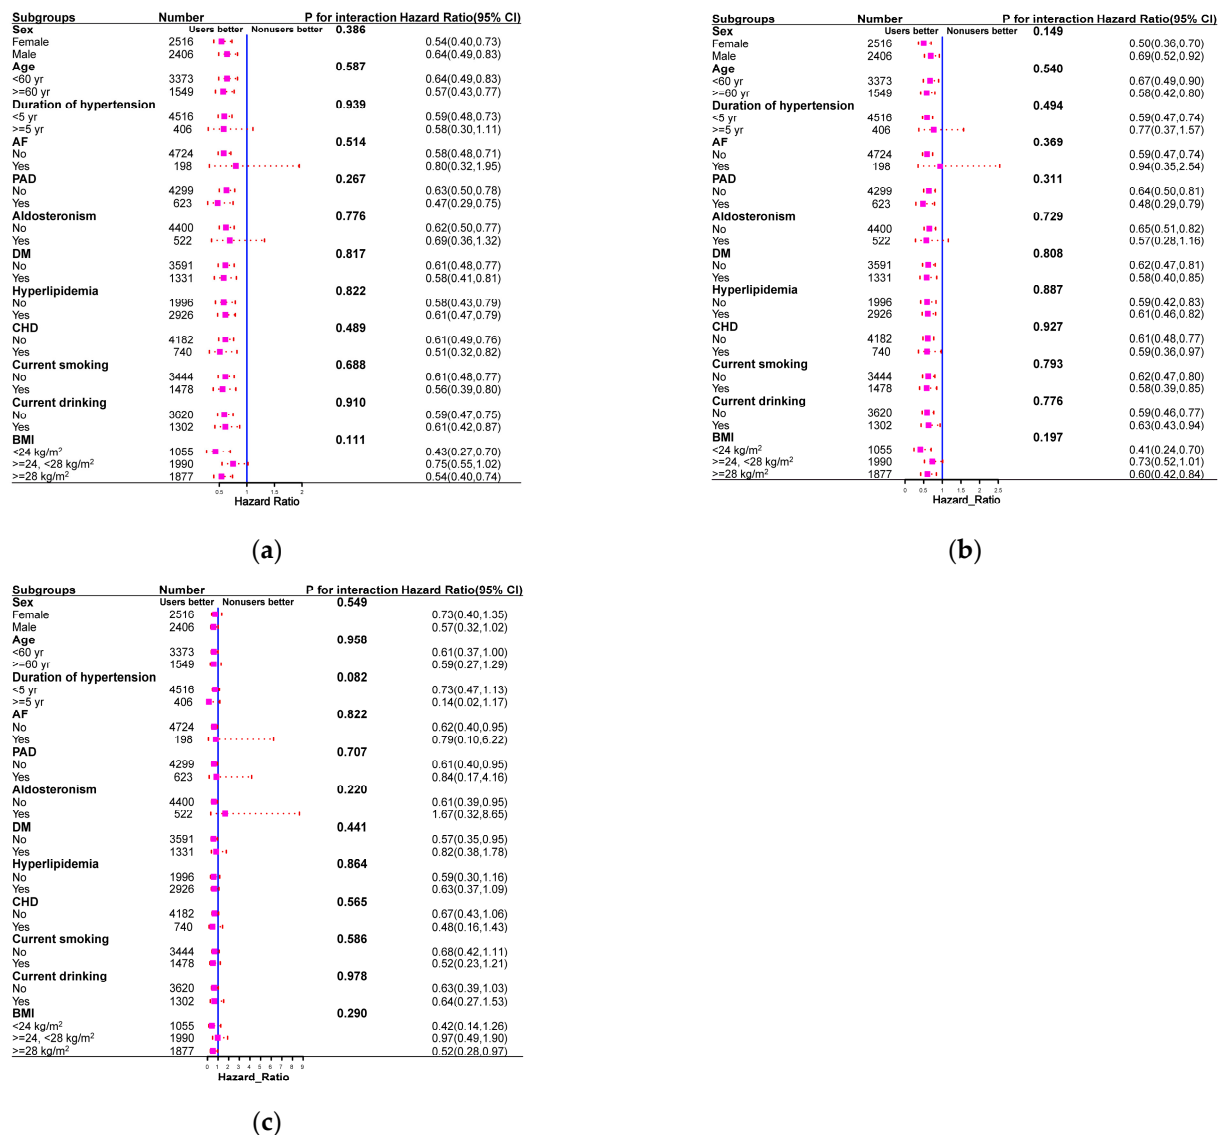 Subgroups Number P for interaction Hazard Ratio(95% CI)
Sex Users better Nonusers better 0.386
Female 2516 0.54(0.40,0.73)
Male 2406 0.64(0.49,0.83)
Age 0.587
<60 yr 3373 0.64(0.49,0.83)
>=60 yr 1549 0.57(0.43,0.77)
Duration of hypertension 0.939
<5 yr 4516 0.59(0.48,0.73)
>=5 yr 406 0.58(0.30,1.11)
AF 0.514
No 4724 0.58(0.48,0.71)
Yes 198 0.80(0.32,1.95)
PAD 0.267
No 4299 0.63(0.50,0.78)
Yes 623 0.47(0.29,0.75)
Aldosteronism 0.776
No 4400 0.62(0.50,0.77)
Yes 522 0.69(0.36,1.32)
DM 0.817
No 3591 0.61(0.48,0.77)
Yes 1331 0.58(0.41,0.81)
Hyperlipidemia 0.822
No 1996 0.58(0.43,0.79)
Yes 2926 0.61(0.47,0.79)
CHD 0.489
No 4182 0.61(0.49,0.76)
Yes 740 0.51(0.32,0.82)
Current smoking 0.688
No 3444 0.61(0.48,0.77)
Yes 1478 0.56(0.39,0.80)
Current drinking 0.910
No 3620 0.59(0.47,0.75)
Yes 1302 0.61(0.42,0.87)
BMI 0.111
<24 kg/m² 1055 0.43(0.27,0.70)
>=24, <28 kg/m² 1990 0.75(0.55,1.02)
>=28 kg/m² 1877 0.54(0.40,0.74)
0.5 1 1.5 2
Hazard Ratio
(a)
Subgroups Number P for interaction Hazard Ratio(95% CI)
Sex Users better Nonusers better 0.149
Female 2516 0.50(0.36,0.70)
Male 2406 0.69(0.52,0.92)
Age 0.540
<60 yr 3373 0.67(0.49,0.90)
>=60 yr 1549 0.58(0.42,0.80)
Duration of hypertension 0.494
<5 yr 4516 0.59(0.47,0.74)
>=5 yr 406 0.77(0.37,1.57)
AF 0.369
No 4724 0.59(0.47,0.74)
Yes 198 0.94(0.35,2.54)
PAD 0.311
No 4299 0.64(0.50,0.81)
Yes 623 0.48(0.29,0.79)
Aldosteronism 0.729
No 4400 0.65(0.51,0.82)
Yes 522 0.57(0.28,1.16)
DM 0.808
No 3591 0.62(0.47,0.81)
Yes 1331 0.58(0.40,0.85)
Hyperlipidemia 0.887
No 1996 0.59(0.42,0.83)
Yes 2926 0.61(0.46,0.82)
CHD 0.927
No 4182 0.61(0.48,0.77)
Yes 740 0.59(0.36,0.97)
Current smoking 0.793
No 3444 0.62(0.47,0.80)
Yes 1478 0.58(0.39,0.85)
Current drinking 0.776
No 3620 0.59(0.46,0.77)
Yes 1302 0.63(0.43,0.94)
BMI 0.197
<24 kg/m² 1055 0.41(0.24,0.70)
>=24, <28 kg/m² 1990 0.73(0.52,1.01)
>=28 kg/m² 1877 0.60(0.42,0.84)
0 0.5 1 1.5 2 2.5
Hazard_Ratio
(b)
Subgroups Number P for interaction Hazard Ratio(95% CI)
Sex Users better Nonusers better 0.549
Female 2516 0.73(0.40,1.35)
Male 2406 0.57(0.32,1.02)
Age 0.958
<60 yr 3373 0.61(0.37,1.00)
>=60 yr 1549 0.59(0.27,1.29)
Duration of hypertension 0.082
<5 yr 4516 0.73(0.47,1.13)
>=5 yr 406 0.14(0.02,1.17)
AF 0.822
No 4724 0.62(0.40,0.95)
Yes 198 0.79(0.10,6.22)
PAD 0.707
No 4299 0.61(0.40,0.95)
Yes 623 0.84(0.17,4.16)
Aldosteronism 0.220
No 4400 0.61(0.39,0.95)
Yes 522 1.67(0.32,8.65)
DM 0.441
No 3591 0.57(0.35,0.95)
Yes 1331 0.82(0.38,1.78)
Hyperlipidemia 0.864
No 1996 0.59(0.30,1.16)
Yes 2926 0.63(0.37,1.09)
CHD 0.565
No 4182 0.67(0.43,1.06)
Yes 740 0.48(0.16,1.43)
Current smoking 0.586
No 3444 0.68(0.42,1.11)
Yes 1478 0.52(0.23,1.21)
Current drinking 0.978
No 3620 0.63(0.39,1.03)
Yes 1302 0.64(0.27,1.53)
BMI 0.290
<24 kg/m² 1055 0.42(0.14,1.26)
>=24, <28 kg/m² 1990 0.97(0.49,1.90)
>=28 kg/m² 1877 0.52(0.28,0.97)
0 1 2 3 4 5 6 7 8 9
Hazard_Ratio
(c)